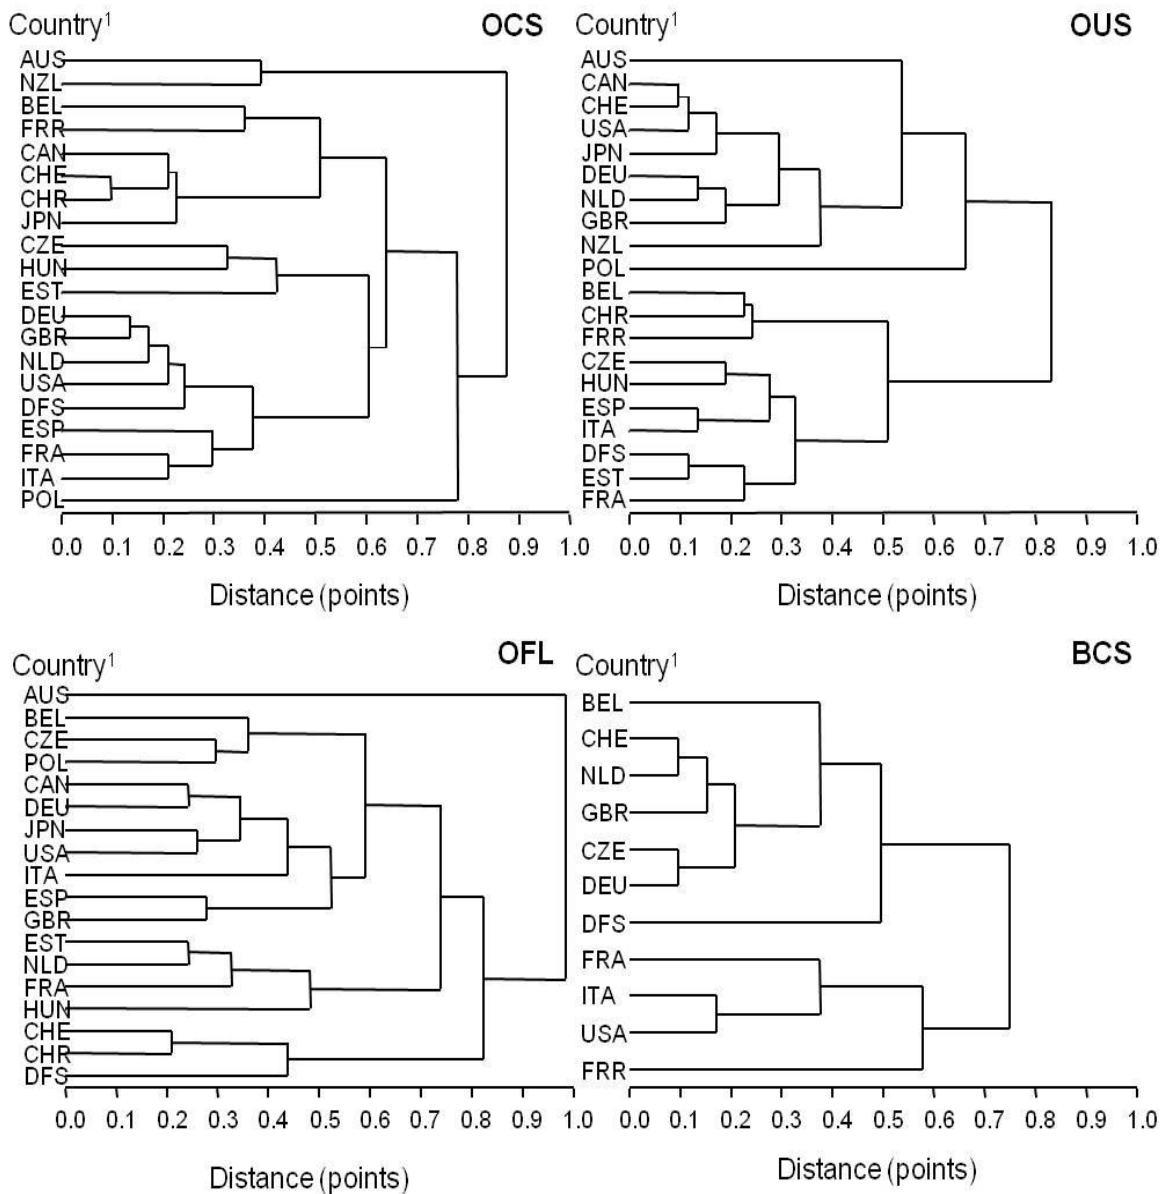 Country¹ OCS
AUS
NZL
BEL
FRR
CAN
CHE
CHR
JPN
CZE
HUN
EST
DEU
GBR
NLD
USA
DFS
ESP
FRA
ITA
POL
0.0 0.1 0.2 0.3 0.4 0.5 0.6 0.7 0.8 0.9 1.0
Distance (points)
Country¹ OUS
AUS
CAN
CHE
USA
JPN
DEU
NLD
GBR
NZL
POL
BEL
CHR
FRR
CZE
HUN
ESP
ITA
DFS
EST
FRA
0.0 0.1 0.2 0.3 0.4 0.5 0.6 0.7 0.8 0.9 1.0
Distance (points)
Country¹ OFL
AUS
BEL
CZE
POL
CAN
DEU
JPN
USA
ITA
ESP
GBR
EST
NLD
FRA
HUN
CHE
CHR
DFS
0.0 0.1 0.2 0.3 0.4 0.5 0.6 0.7 0.8 0.9 1.0
Distance (points)
Country¹ BCS
BEL
CHE
NLD
GBR
CZE
DEU
DFS
FRA
ITA
USA
FRR
0.0 0.1 0.2 0.3 0.4 0.5 0.6 0.7 0.8 0.9 1.0
Distance (points)